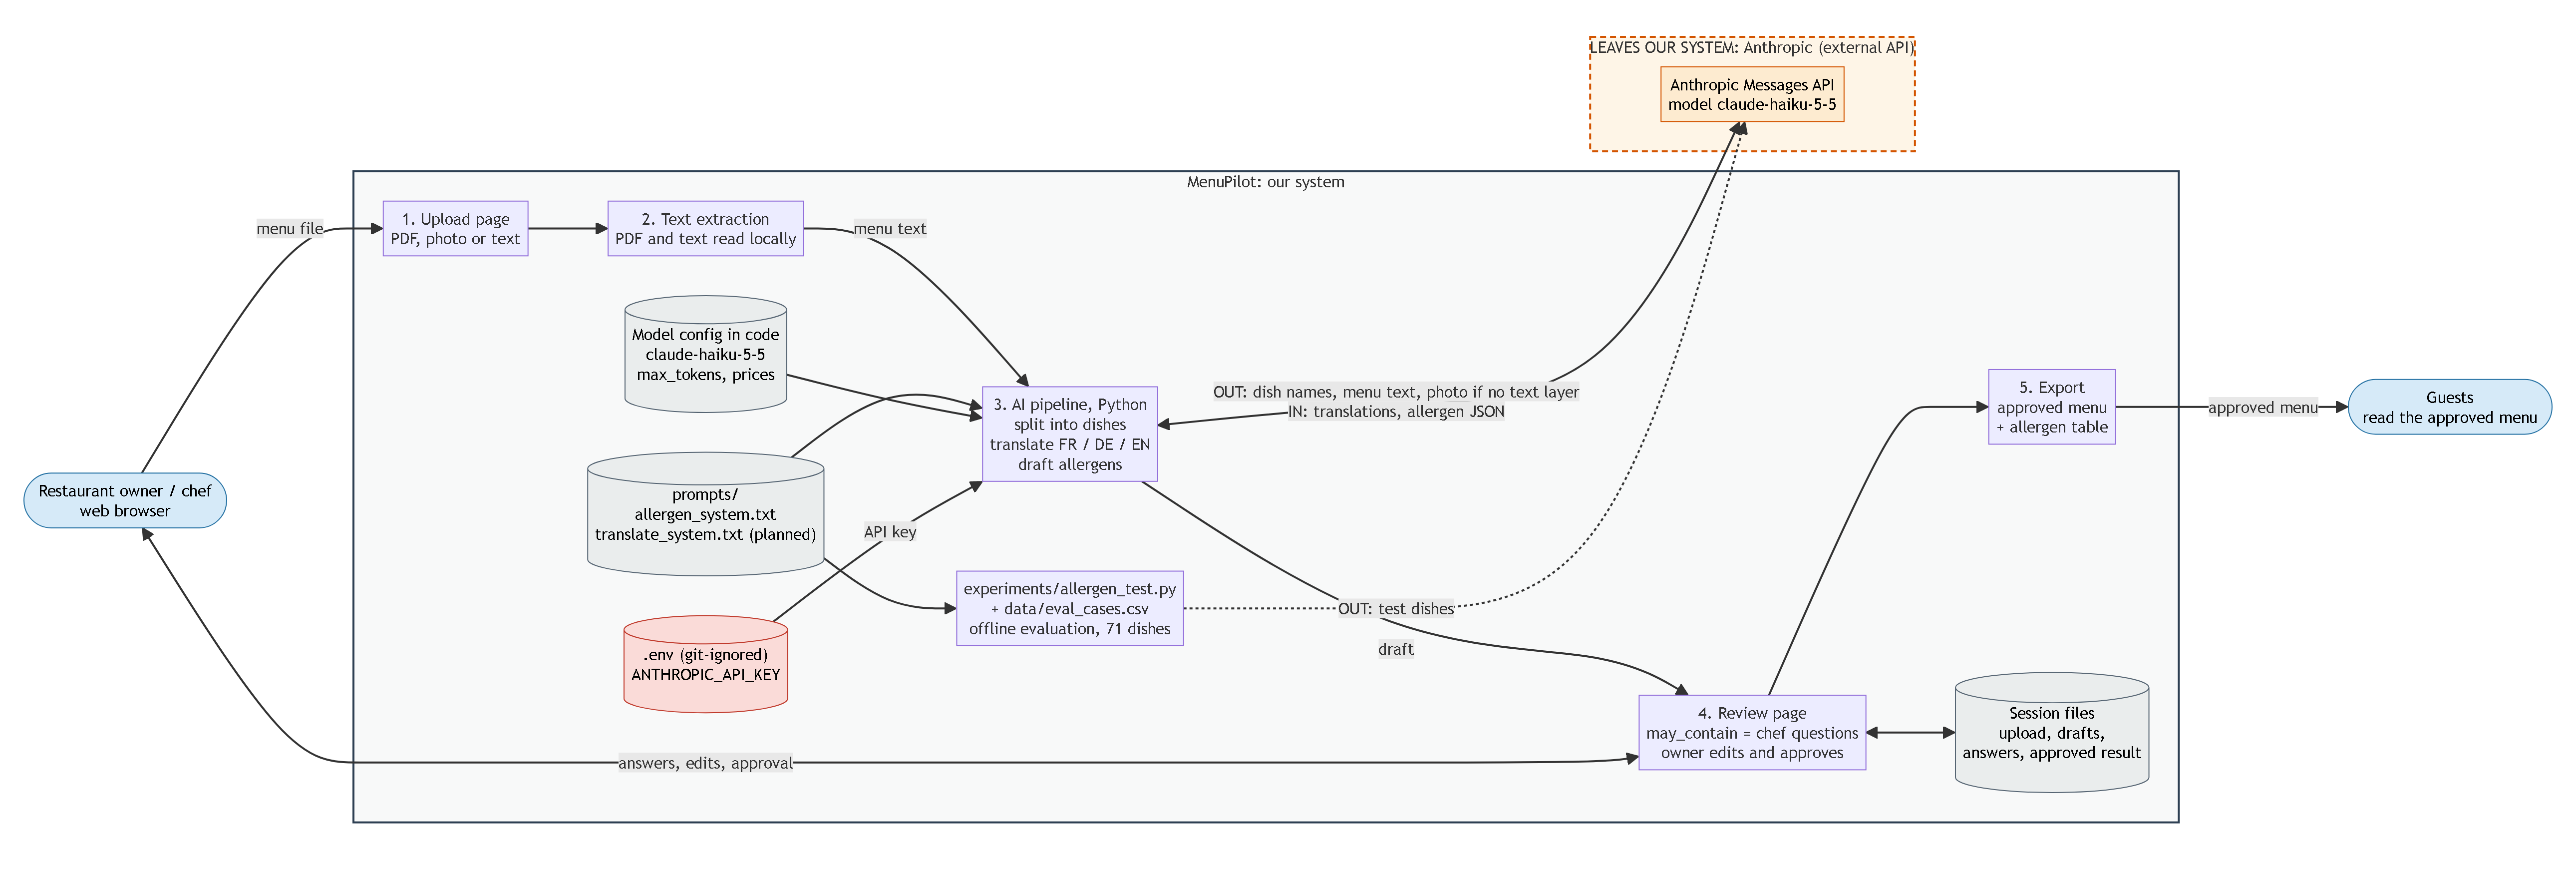 LEAVES OUR SYSTEM: Anthropic (external API)
Anthropic Messages API
model claude-haiku-5-5
MenuPilot: our system
menu file
1. Upload page
PDF, photo or text
2. Text extraction
PDF and text read locally
menu text
Model config in code
claude-haiku-5-5
max_tokens, prices
3. AI pipeline, Python
split into dishes
translate FR / DE / EN
draft allergens
OUT: dish names, menu text, photo if no text layer
IN: translations, allergen JSON
5. Export
approved menu
+ allergen table
approved menu
Guests
read the approved menu
Restaurant owner / chef
web browser
prompts/
allergen_system.txt
translate_system.txt (planned)
API key
experiments/allergen_test.py
+ data/eval_cases.csv
offline evaluation, 71 dishes
OUT: test dishes
draft
.env (git-ignored)
ANTHROPIC_API_KEY
4. Review page
may_contain = chef questions
owner edits and approves
Session files
upload, drafts,
answers, approved result
answers, edits, approval